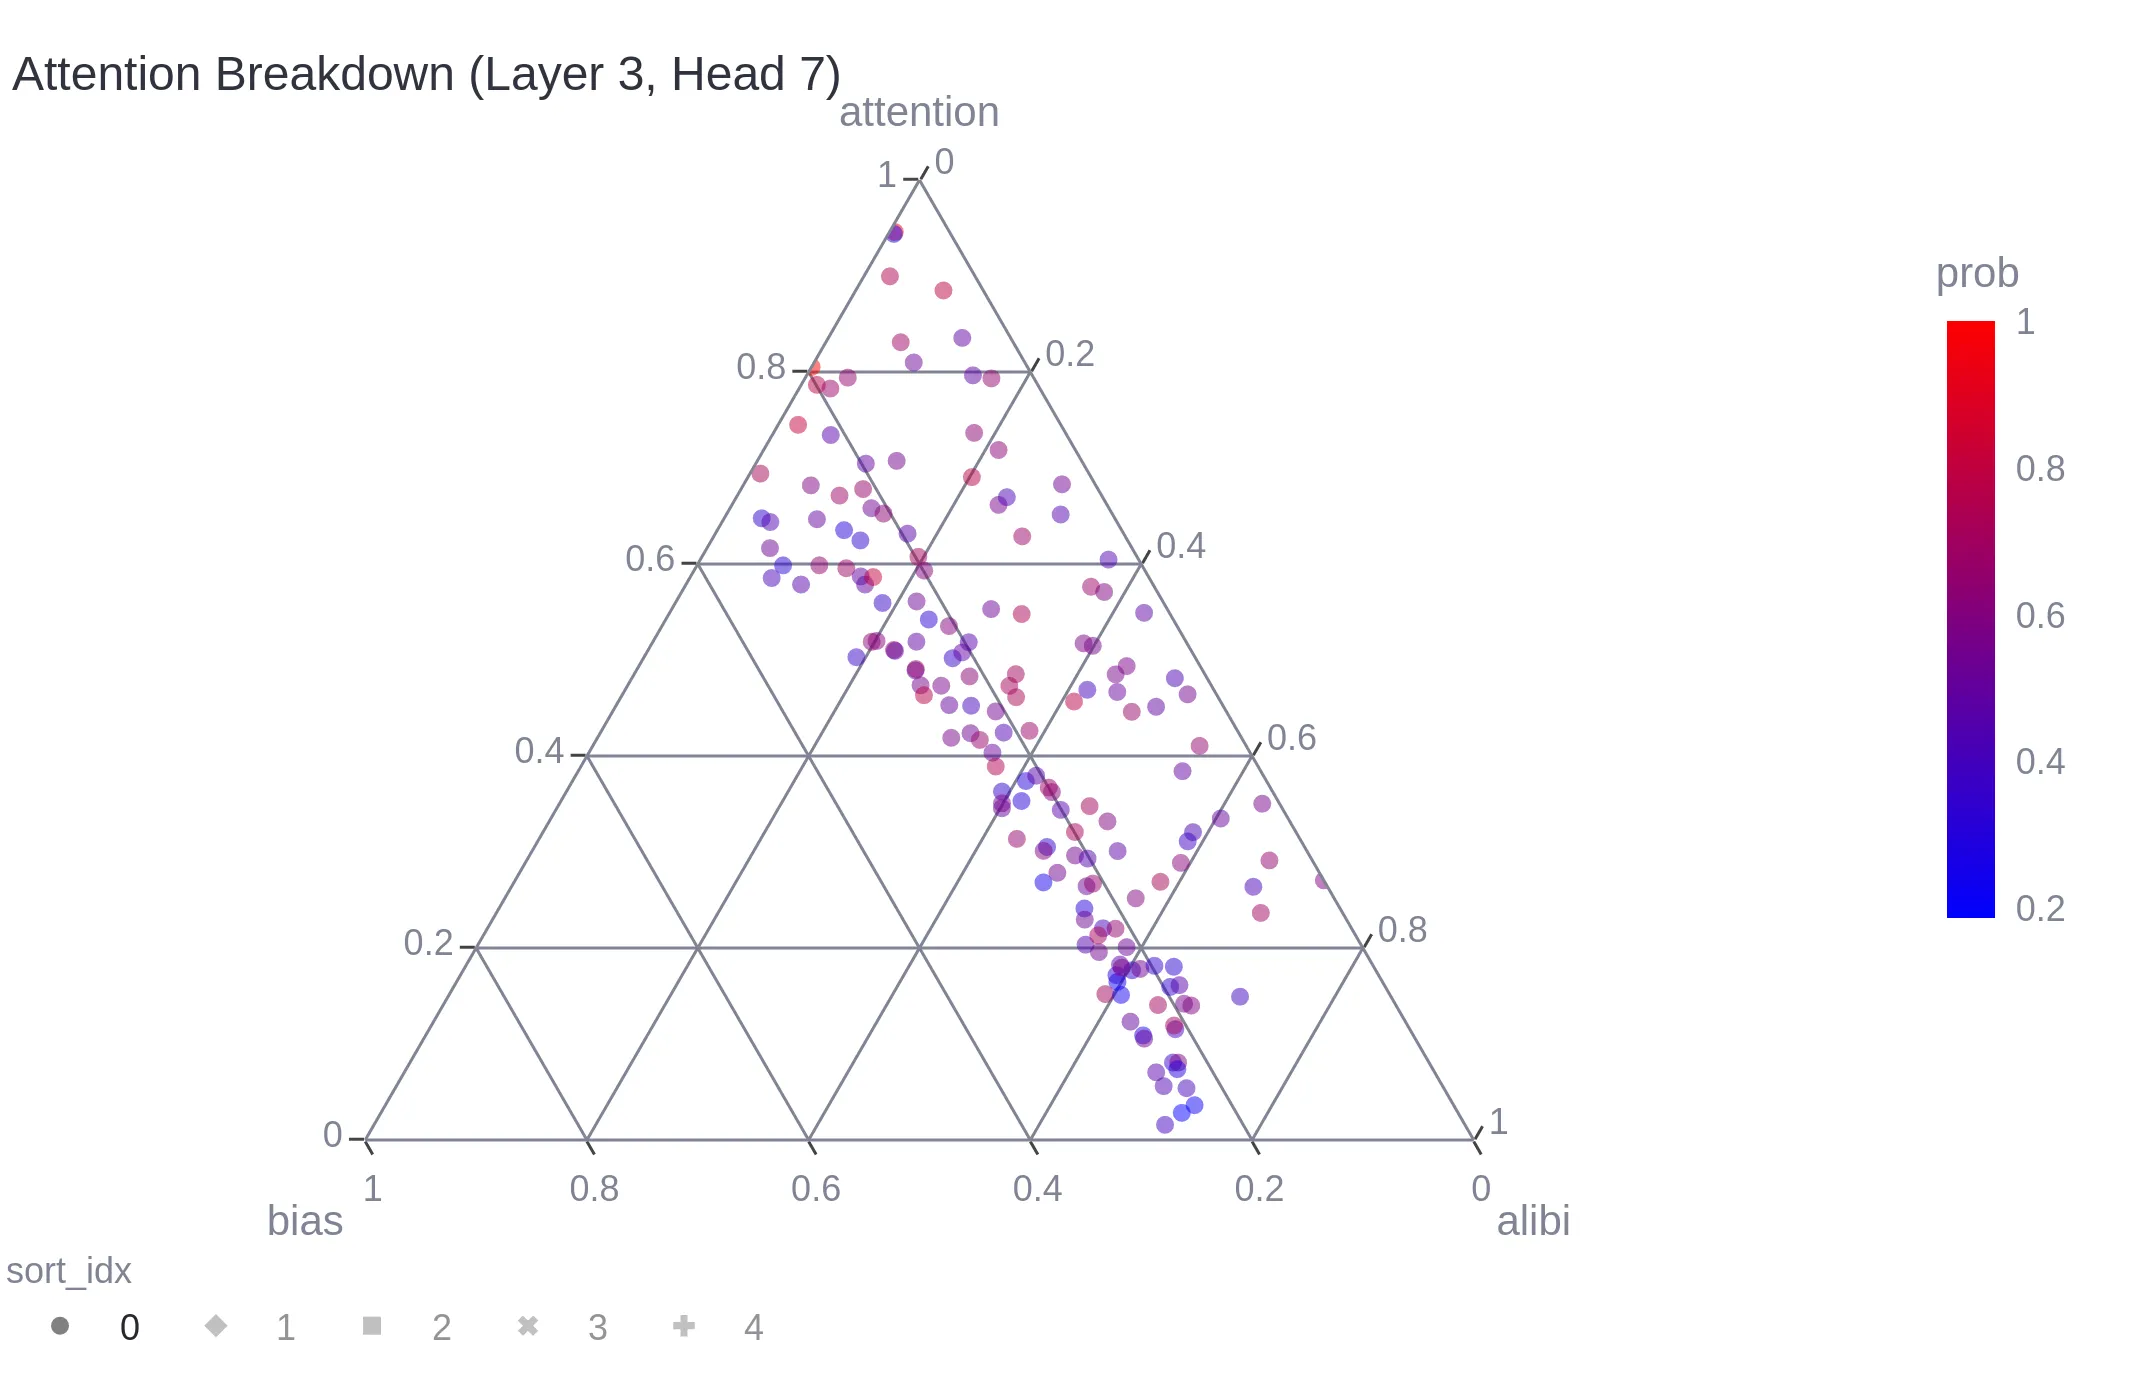 Attention Breakdown (Layer 3, Head 7)
attention
1 0
prob
1
0.8 0.2
0.8
0.6 0.4
0.6
0.4 0.6
0.4
0.2 0.8
0.2
0 1
1 0.8 0.6 0.4 0.2 0
bias alibi
sort_idx
0 1 2 3 4